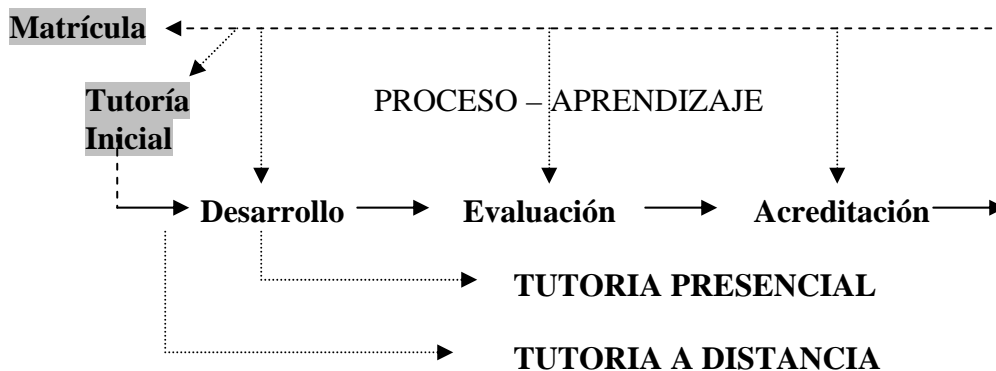 Matrícula
Tutoría
Inicial
PROCESO – APRENDIZAJE
Desarrollo
Evaluación
Acreditación
TUTORIA PRESENCIAL
TUTORIA A DISTANCIA